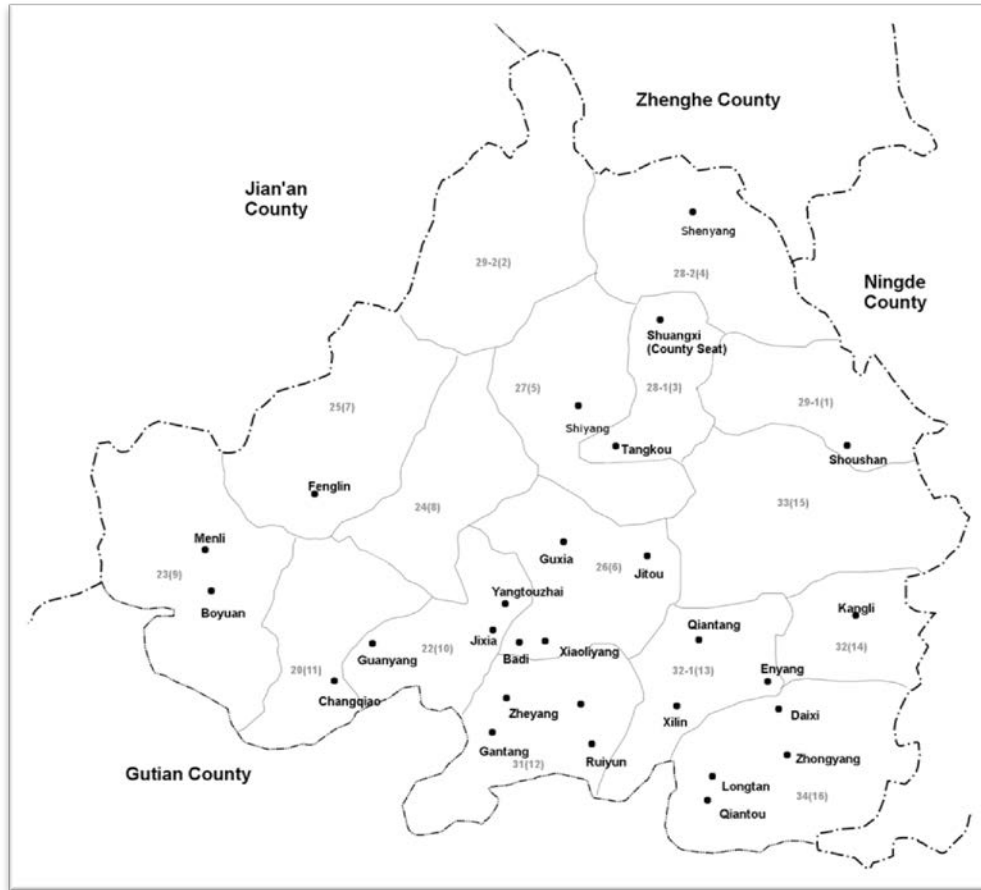 Zhenghe County
Jian'an
County
Shenyang
29-2(2)
28-2(4)
Ningde
County
Shuangxi
(County Seat)
27(5)
28-1(3)
29-1(1)
25(7)
Shiyang
Tangkou
Shoushan
Fenglin
24(8)
33(15)
Menli
Guxia
26(6)
Jitou
23(9)
Boyuan
Yangtouzhai
Kangli
Qiantang
Jixia
22(10)
Badi
Xiaoliyang
32(14)
Guanyang
20(11)
32-1(13)
Enyang
Changqiao
Zheyang
Xilin
Daixi
Gantang
Ruiyun
Zhongyang
31(12)
Gutian County
Longtan
34(16)
Qiantou